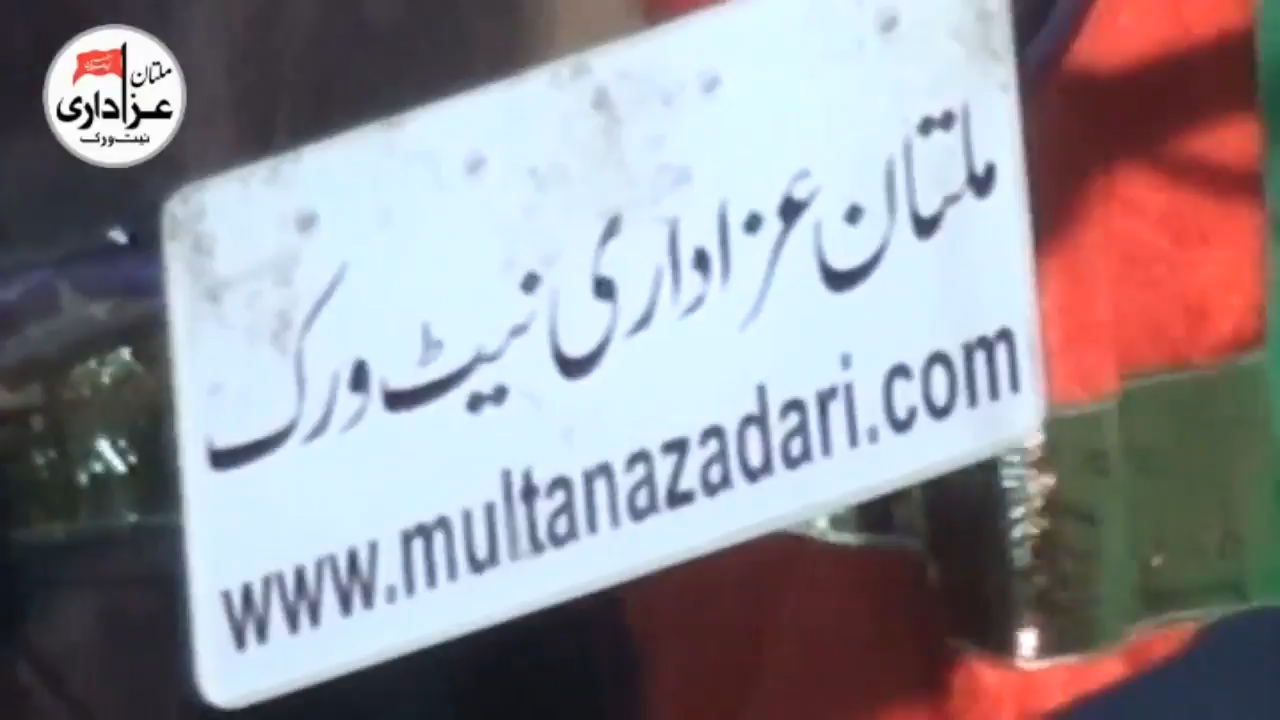 ملتان
عزاداری
نیٹ ورک
ملتان عزاداری نیٹ ورک
www.multanazadari.com